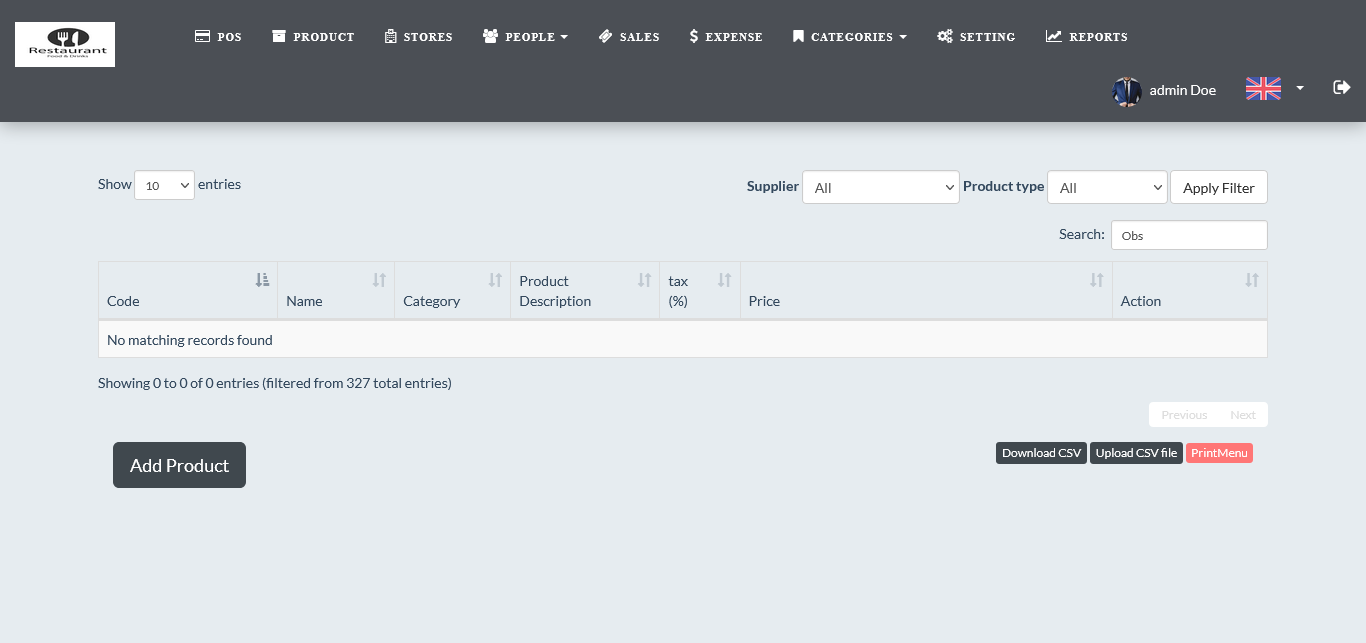 Restaurant
Food & Drinks
POS PRODUCT STORES PEOPLE SALES EXPENSE CATEGORIES SETTING REPORTS
admin Doe
Show 10 entries
Supplier All Product type All Apply Filter
Search: Obs
Code Name Category Product Description tax (%) Price Action
No matching records found
Showing 0 to 0 of 0 entries (filtered from 327 total entries)
Previous Next
Add Product
Download CSV Upload CSV file PrintMenu